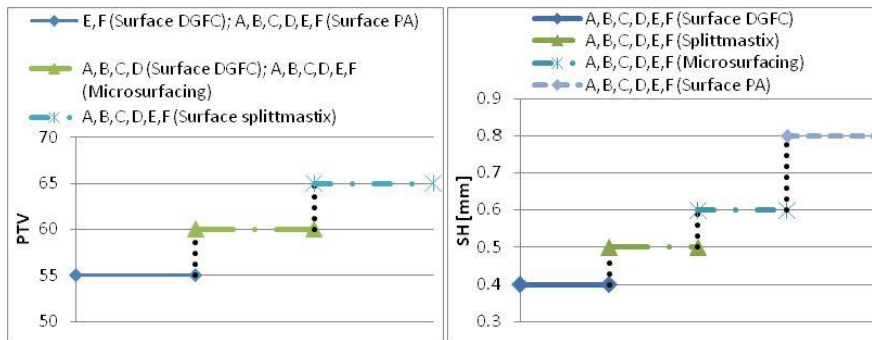 E,F (Surface DGFC); A,B,C,D,E,F (Surface PA)
A,B,C,D (Surface DGFC); A,B,C,D,E,F
(Microsurfacing)
A,B,C,D,E,F (Surface splittmastix)
70
65
60
55
50
PTV
A,B,C,D,E,F (Surface DGFC)
A,B,C,D,E,F (Splittmastix)
A,B,C,D,E,F (Microsurfacing)
A,B,C,D,E,F (Surface PA)
0.9
0.8
0.7
0.6
0.5
0.4
0.3
SH [mm]